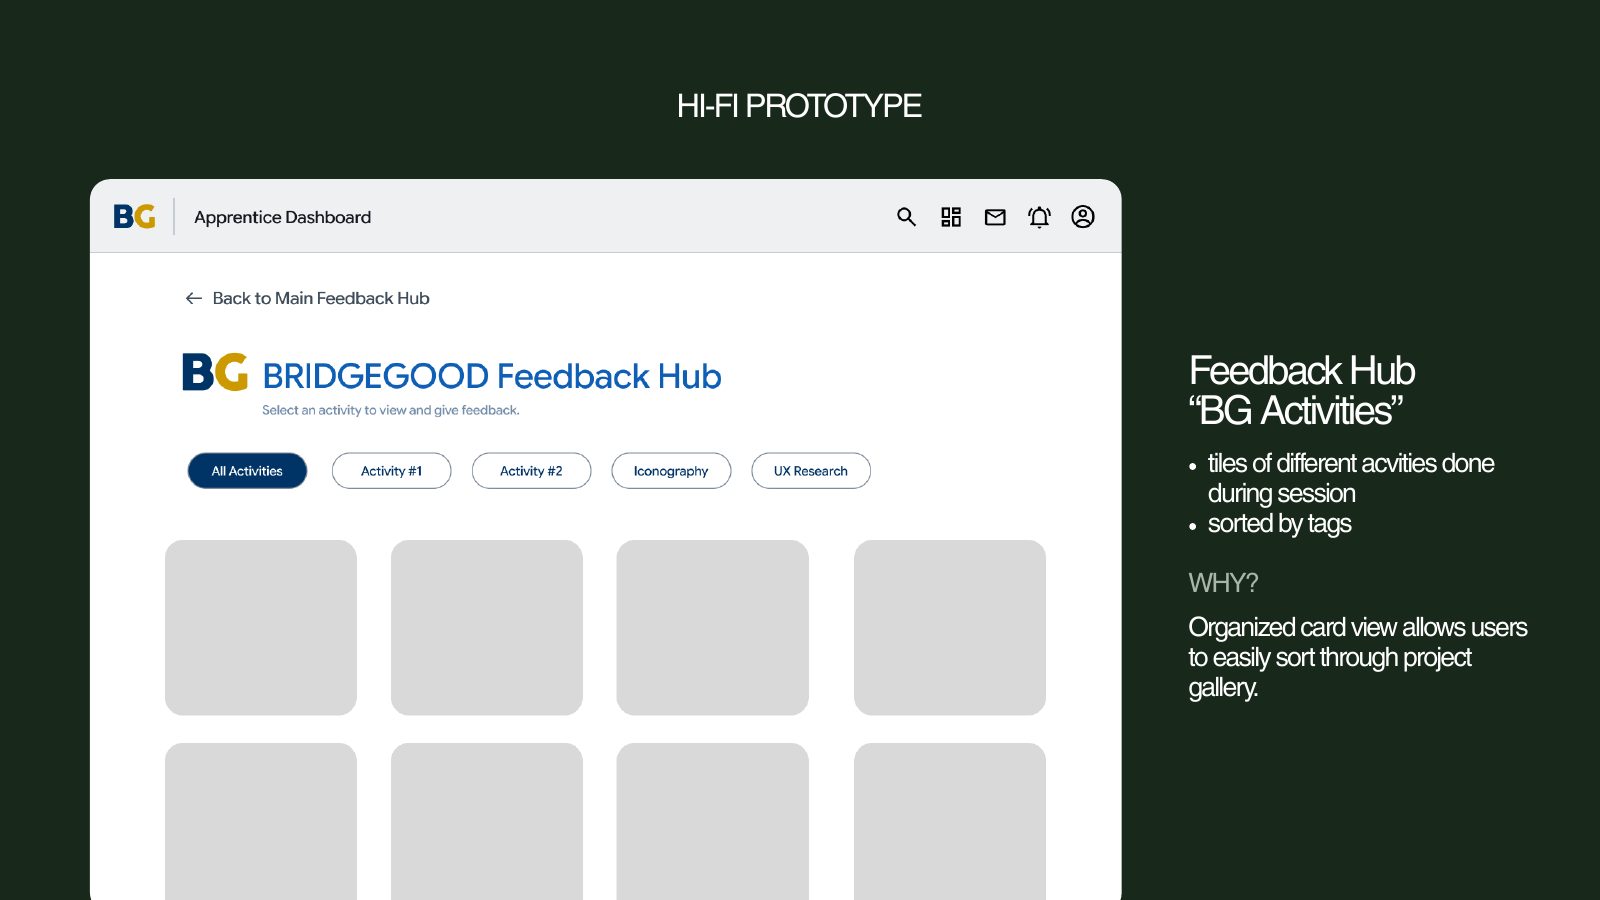 HI-FI PROTOTYPE
BG
Apprentice Dashboard
Back to Main Feedback Hub
BG BRIDGEGOOD Feedback Hub
Select an activity to view and give feedback.
All Activities
Activity #1
Activity #2
Iconography
UX Research
Feedback Hub
“BG Activities”
• tiles of different acvities done
during session
• sorted by tags
WHY?
Organized card view allows users
to easily sort through project
gallery.